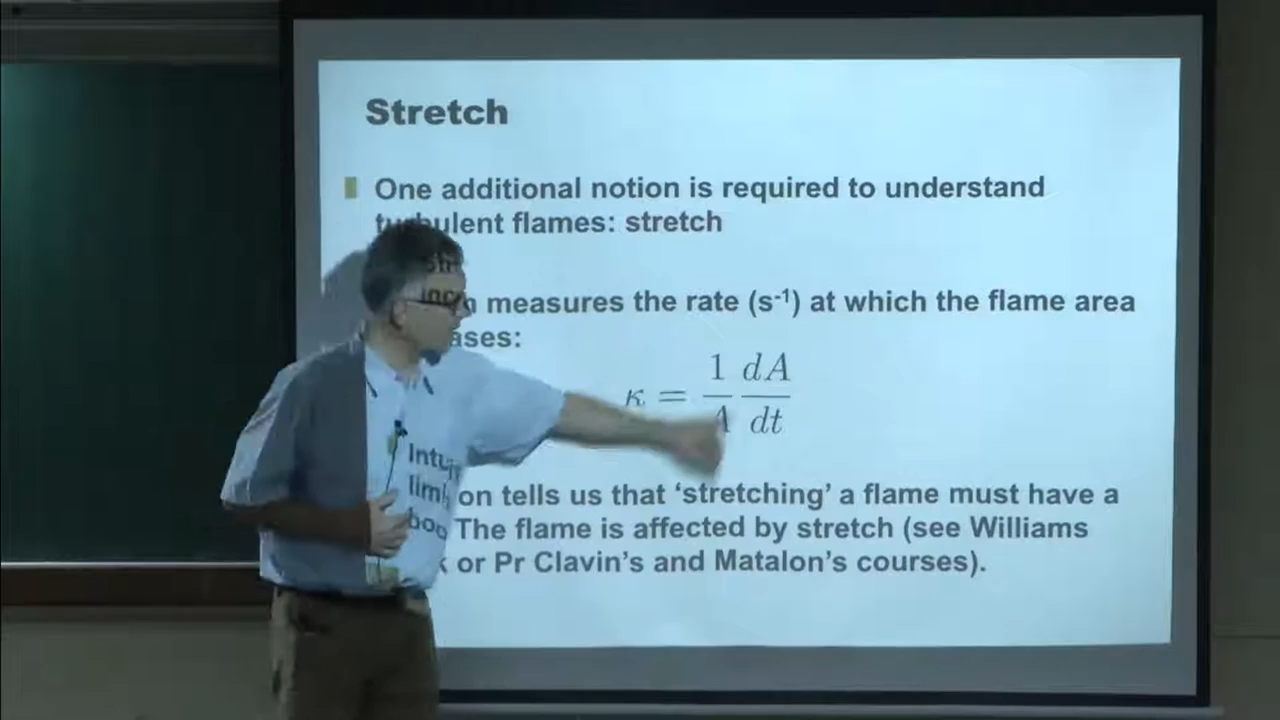 Stretch
One additional notion is required to understand
turbulent flames: stretch
measures the rate (s⁻¹) at which the flame area
κ = 1/A dA/dt
on tells us that ‘stretching’ a flame must have a
The flame is affected by stretch (see Williams
or Pr Clavin’s and Matalon’s courses).